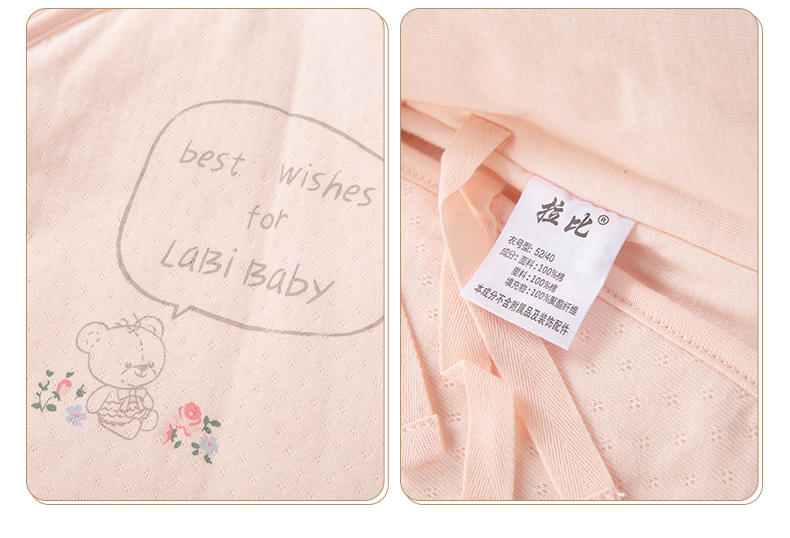 best wishes
for
LABi BABy
拉比®
衣号型: 52/40
成分: 面料: 100%棉
里料: 100%棉
填充物: 100%聚酯纤维
本成分不含附属品及装饰配件